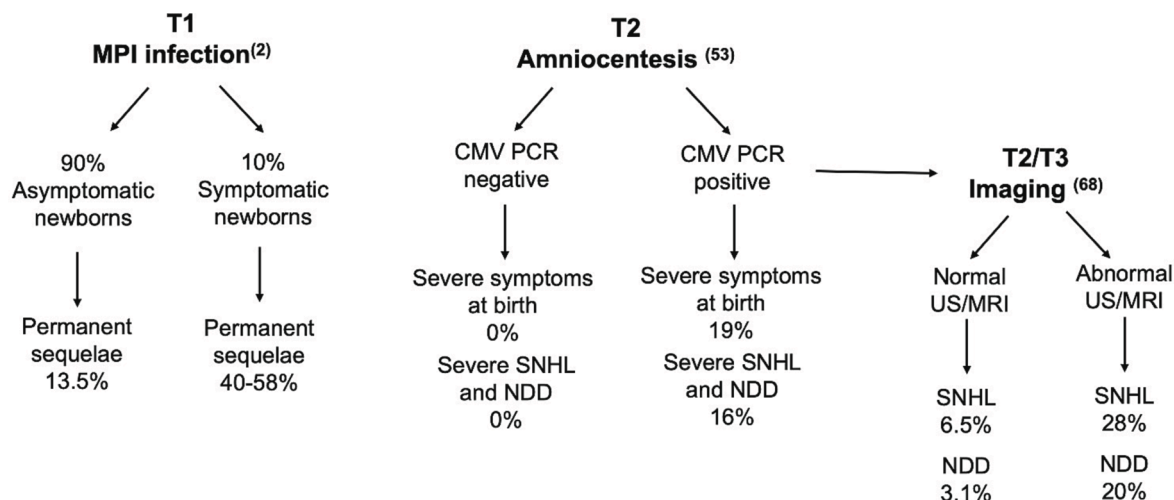 T1
MPI infection(2)
90%
Asymptomatic
newborns
10%
Symptomatic
newborns
Permanent
sequelae
13.5%
Permanent
sequelae
40-58%
T2
Amniocentesis (53)
CMV PCR
negative
CMV PCR
positive
Severe symptoms
at birth
0%
Severe SNHL
and NDD
0%
Severe symptoms
at birth
19%
Severe SNHL
and NDD
16%
T2/T3
Imaging (68)
Normal
US/MRI
Abnormal
US/MRI
SNHL
6.5%
NDD
3.1%
SNHL
28%
NDD
20%